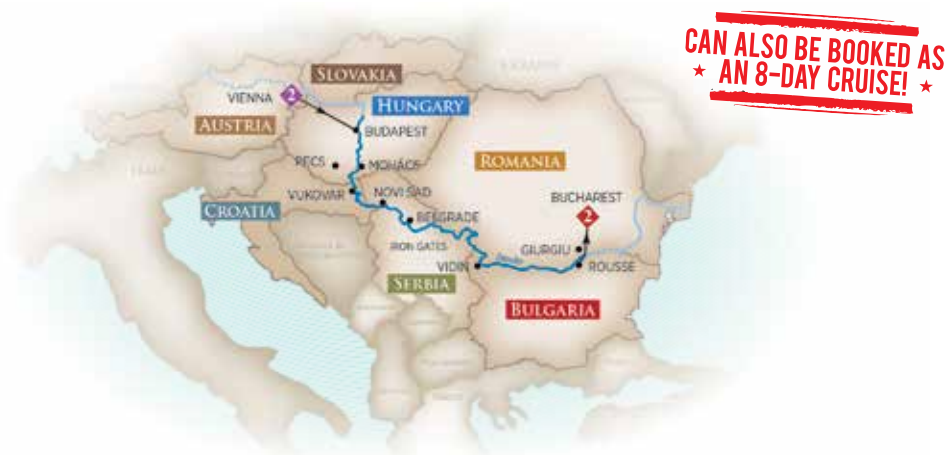 CAN ALSO BE BOOKED AS
AN 8-DAY CRUISE!
SLOVAKIA
VIENNA
2
HUNGARY
AUSTRIA
BUDAPEST
PECS
MOHÁCS
ROMANIA
VUKOVAR
NOVI SAD
BUCHAREST
2
CROATIA
BELGRADE
IRON GATES
GIURGIU
VIDIN
ROUSSE
SERBIA
BULGARIA